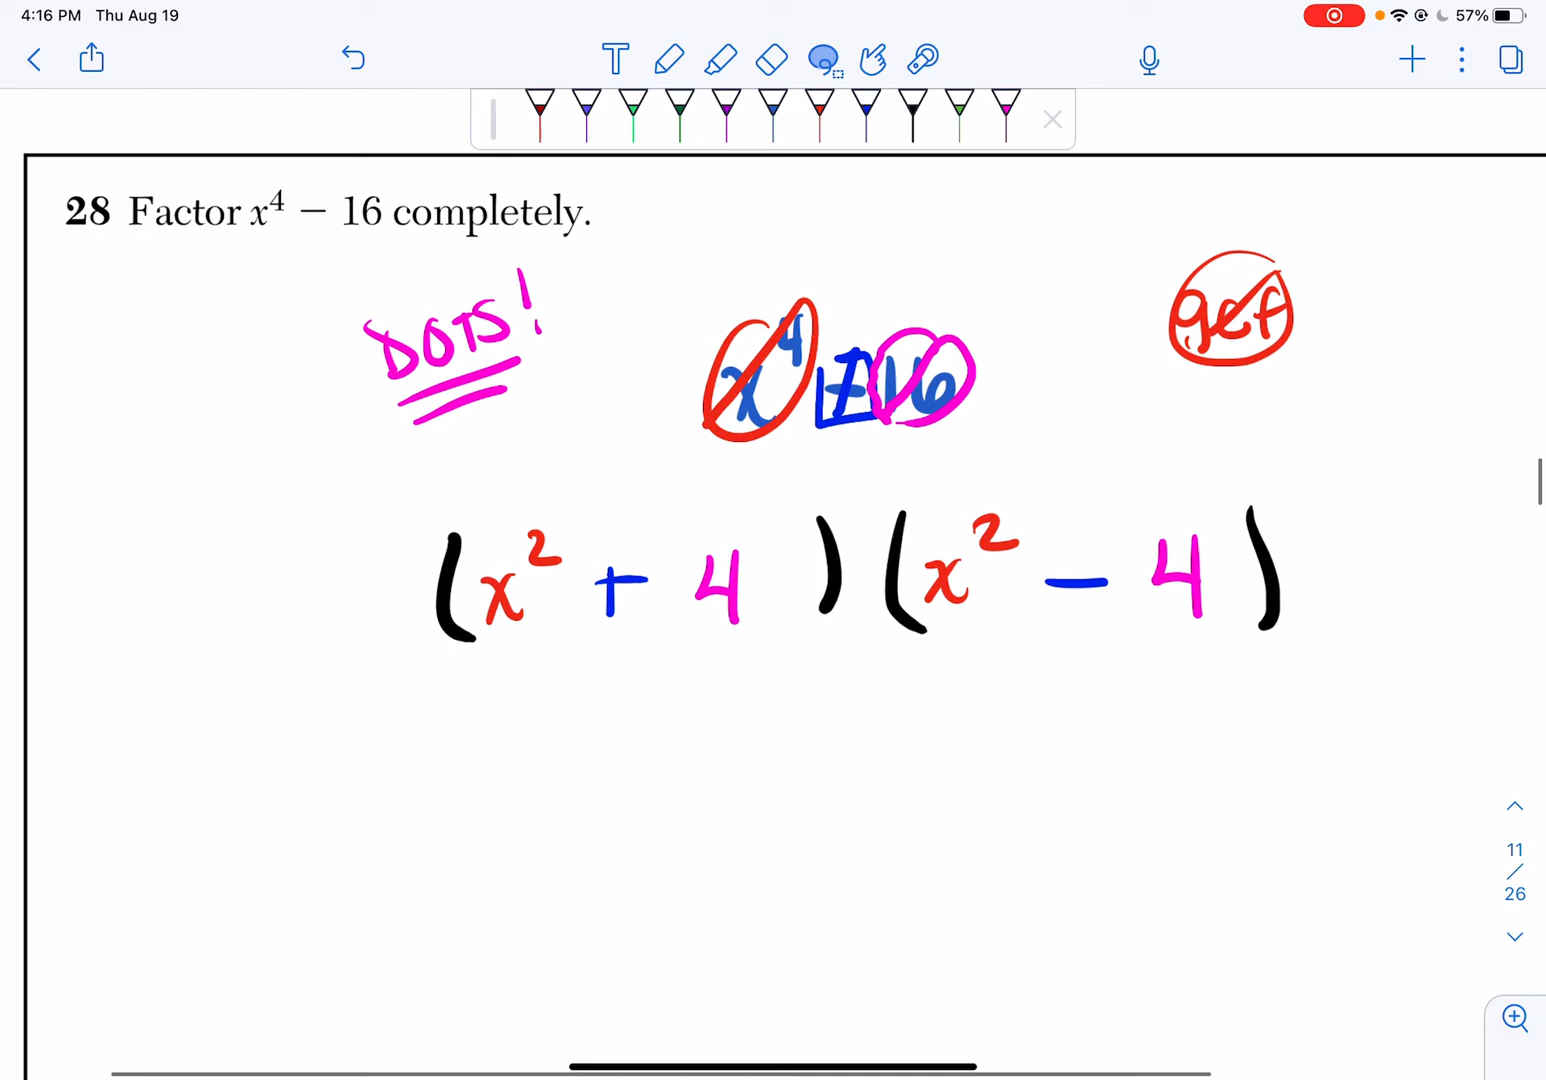 4:16 PM Thu Aug 19
57%
T
28 Factor x⁴ − 16 completely.
DOTS!
gcf
x⁴ − 16
(x² + 4) (x² − 4)
11
/
26